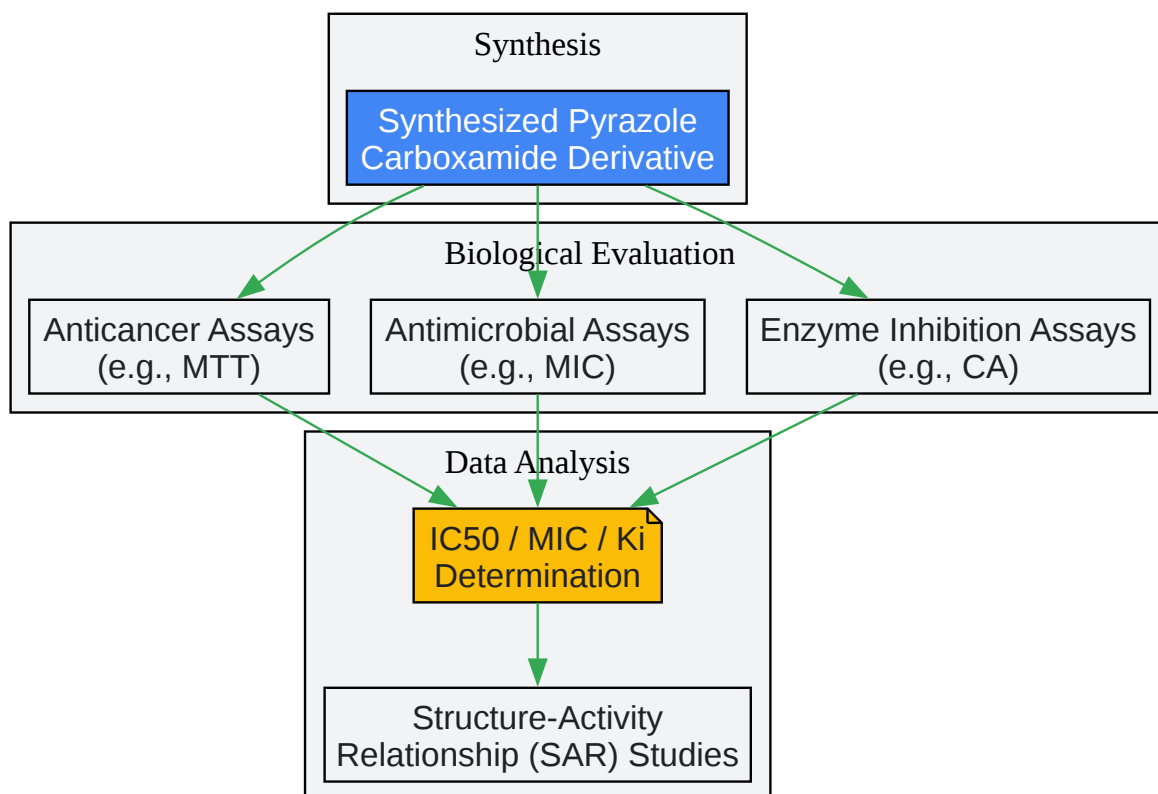 Synthesis
Synthesized Pyrazole
Carboxamide Derivative
Biological Evaluation
Anticancer Assays
(e.g., MTT)
Antimicrobial Assays
(e.g., MIC)
Enzyme Inhibition Assays
(e.g., CA)
Data Analysis
IC50 / MIC / Ki
Determination
Structure-Activity
Relationship (SAR) Studies